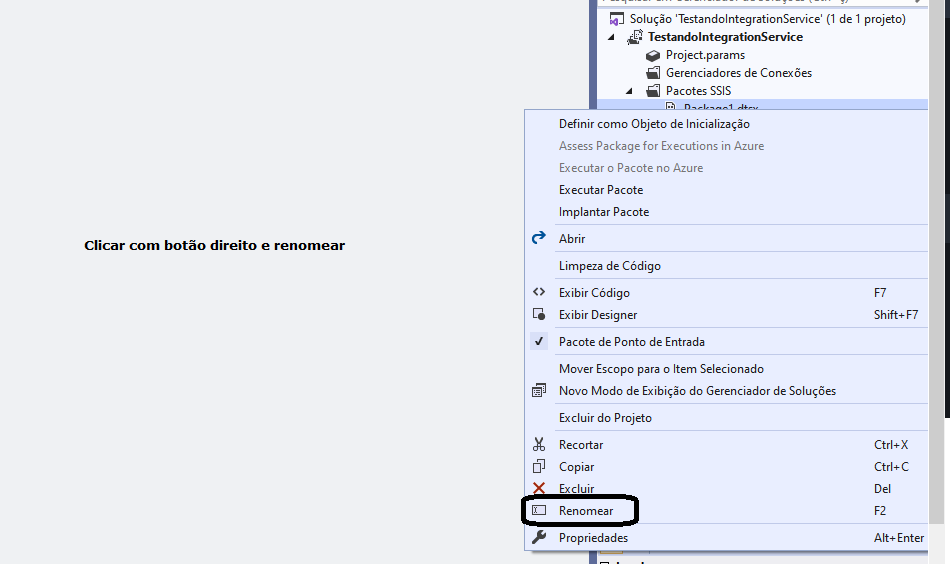 Solução 'TestandoIntegrationService' (1 de 1 projeto)
TestandoIntegrationService
Project.params
Gerenciadores de Conexões
Pacotes SSIS
Package1.dtsx
Definir como Objeto de Inicialização
Assess Package for Executions in Azure
Executar o Pacote no Azure
Executar Pacote
Implantar Pacote
Clicar com botão direito e renomear
Abrir
Limpeza de Código
Exibir Código F7
Exibir Designer Shift+F7
Pacote de Ponto de Entrada
Mover Escopo para o Item Selecionado
Novo Modo de Exibição do Gerenciador de Soluções
Excluir do Projeto
Recortar Ctrl+X
Copiar Ctrl+C
Excluir Del
Renomear F2
Propriedades Alt+Enter